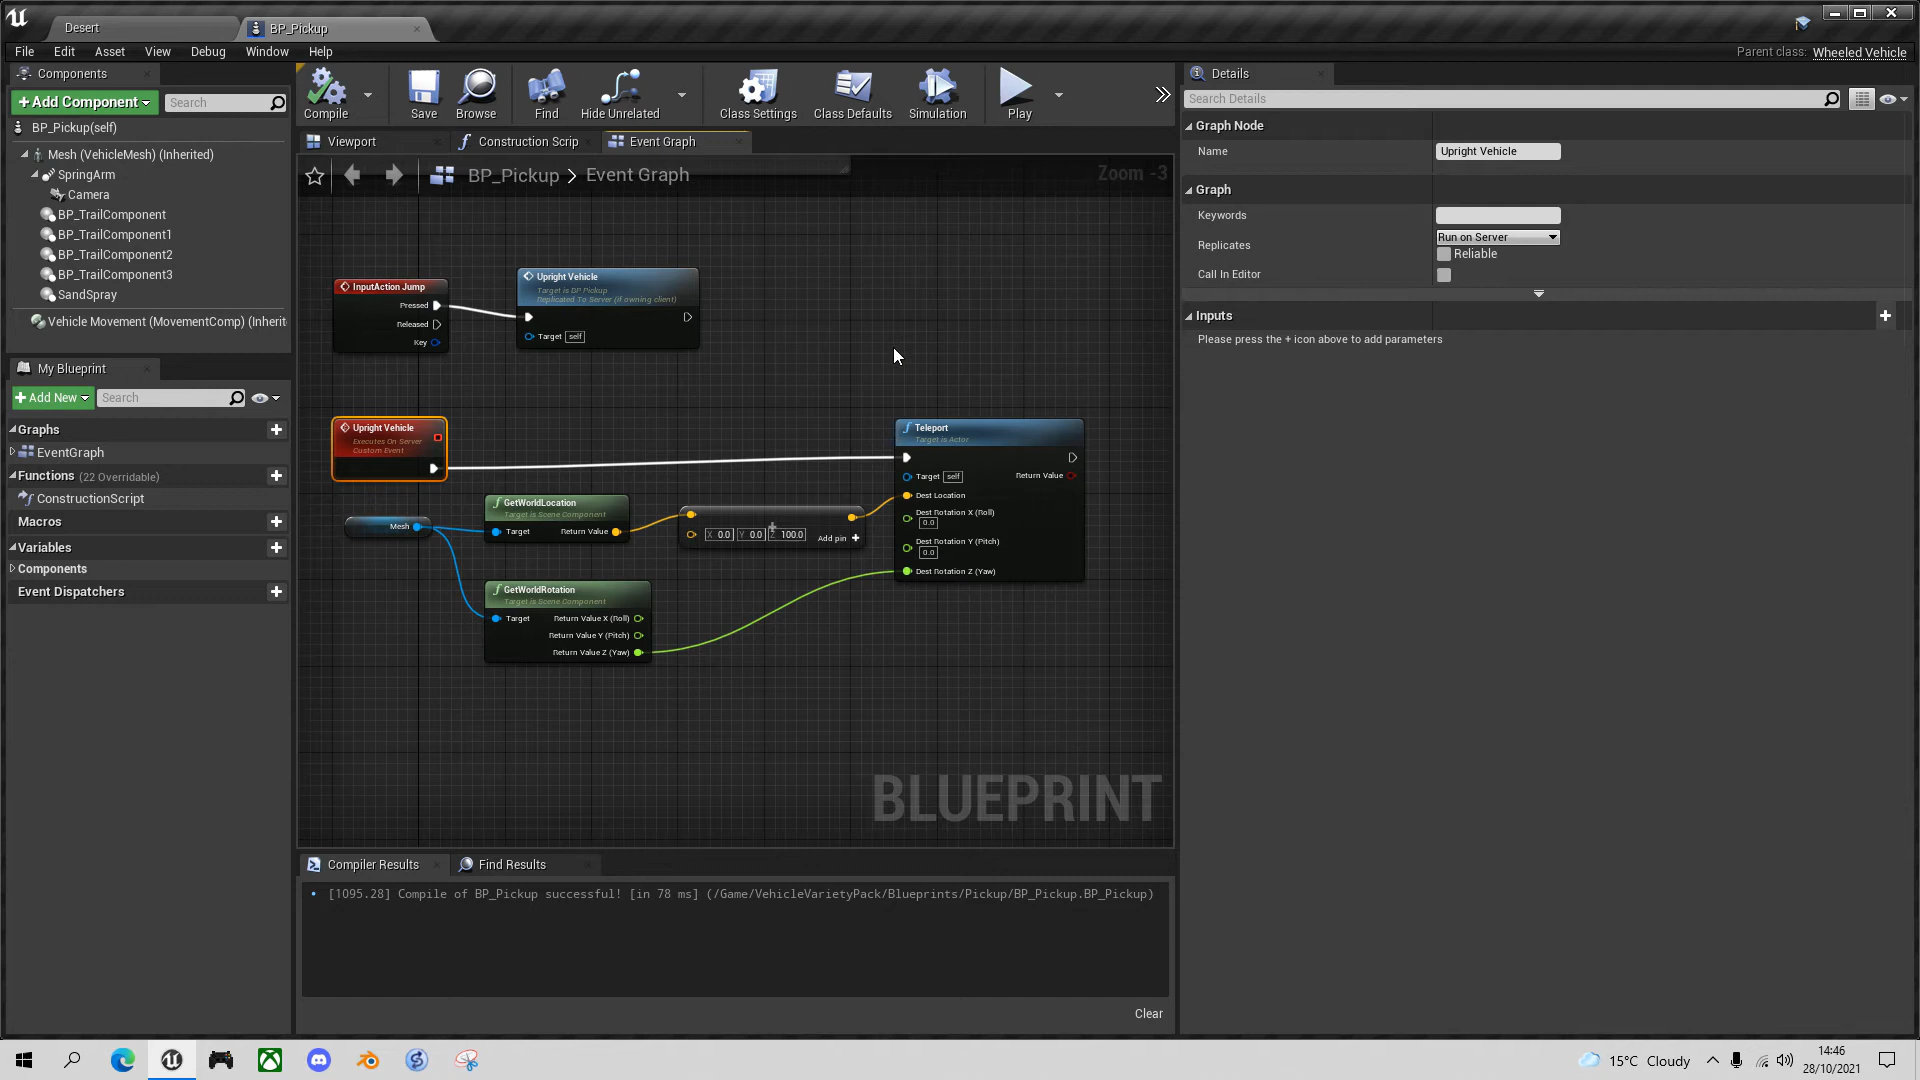 Desert
BP_Pickup
File Edit Asset View Debug Window Help
Parent class: Wheeled Vehicle
Components
Add Component
Search
BP_Pickup(self)
Mesh (VehicleMesh) (Inherited)
SpringArm
Camera
BP_TrailComponent
BP_TrailComponent1
BP_TrailComponent2
BP_TrailComponent3
SandSpray
Vehicle Movement (MovementComp) (Inherit
My Blueprint
Add New
Search
Graphs
EventGraph
Functions (22 Overridable)
ConstructionScript
Macros
Variables
Components
Event Dispatchers
Compile
Save
Browse
Find
Hide Unrelated
Class Settings
Class Defaults
Simulation
Play
Viewport
Construction Scrip
Event Graph
BP_Pickup > Event Graph
Zoom -3
InputAction Jump
Pressed
Released
Key
Upright Vehicle
Target is BP Pickup
Replicated To Server (if owning client)
Target self
Upright Vehicle
Executes On Server
Custom Event
Mesh
GetWorldLocation
Target is Scene Component
Target Return Value
GetWorldRotation
Target is Scene Component
Target Return Value X (Roll)
Return Value Y (Pitch)
Return Value Z (Yaw)
X 0.0 Y 0.0 Z 100.0
Add pin +
Teleport
Target is Actor
Target self Return Value
Dest Location
Dest Rotation X (Roll)
0.0
Dest Rotation Y (Pitch)
0.0
Dest Rotation Z (Yaw)
BLUEPRINT
Compiler Results
Find Results
[1095.28] Compile of BP_Pickup successful! [in 78 ms] (/Game/VehicleVarietyPack/Blueprints/Pickup/BP_Pickup.BP_Pickup)
Clear
Details
Search Details
Graph Node
Name Upright Vehicle
Graph
Keywords
Replicates Run on Server
Reliable
Call In Editor
Inputs
Please press the + icon above to add parameters
15°C Cloudy
14:46
28/10/2021